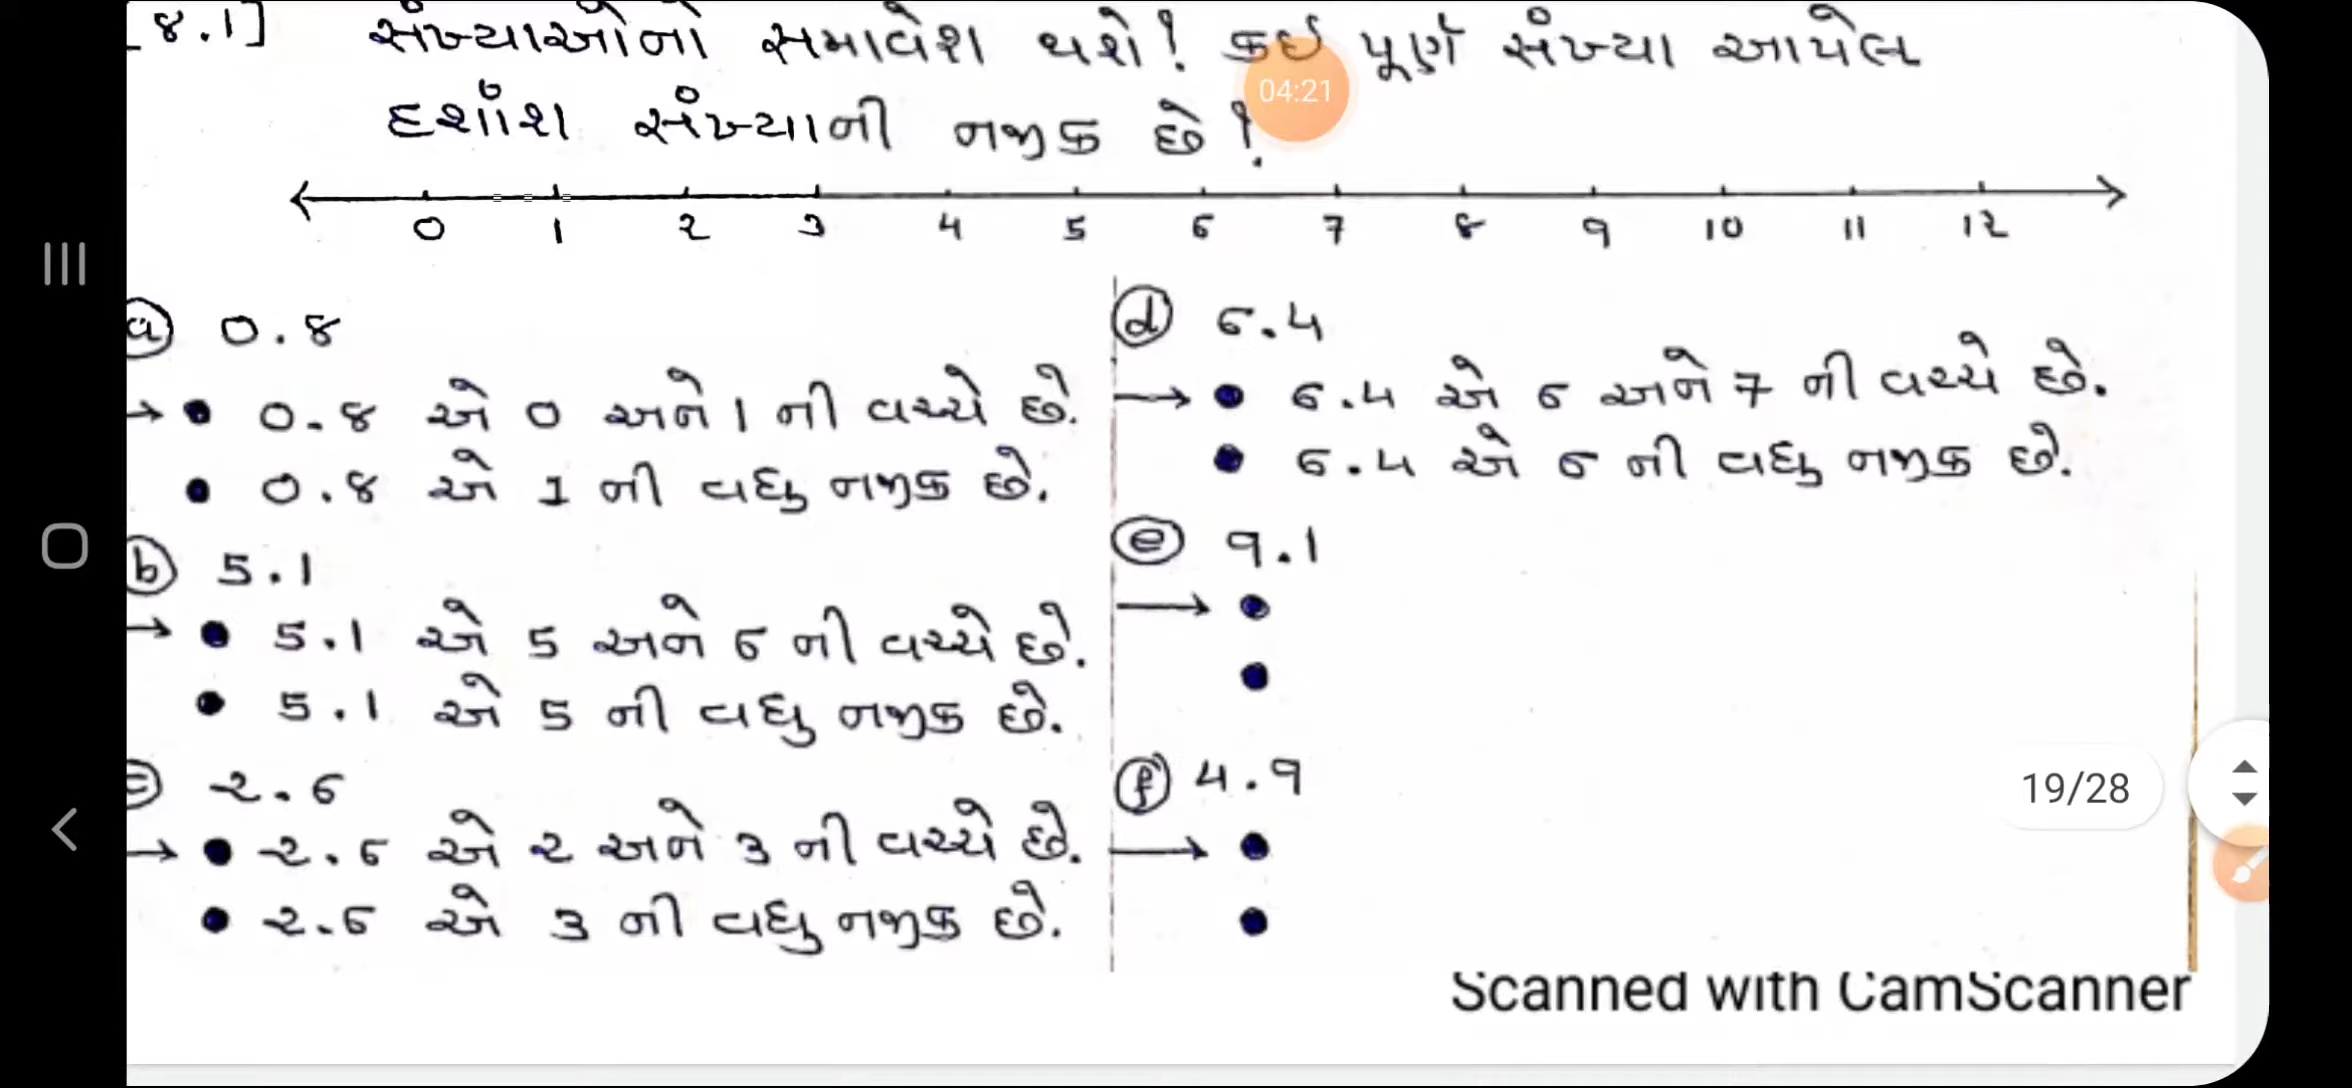 [8.1] સંખ્યાઓનો સમાવેશ થશે? કઈ પૂર્ણ સંખ્યા આપેલ
04:21
દશાંશ સંખ્યાની નજીક છે?
0 1 2 3 4 5 6 7 8 9 10 11 12
(a) 0.8
→ • 0.8 એ 0 અને 1 ની વચ્ચે છે.
• 0.8 એ 1 ની વધુ નજીક છે.
(b) 5.1
→ • 5.1 એ 5 અને 6 ની વચ્ચે છે.
• 5.1 એ 5 ની વધુ નજીક છે.
(c) 2.6
→ • 2.6 એ 2 અને 3 ની વચ્ચે છે.
• 2.6 એ 3 ની વધુ નજીક છે.
(d) 6.4
→ • 6.4 એ 6 અને 7 ની વચ્ચે છે.
• 6.4 એ 6 ની વધુ નજીક છે.
(e) 9.1
→ •
•
(f) 4.9
→ •
•
19/28
Scanned with CamScanner